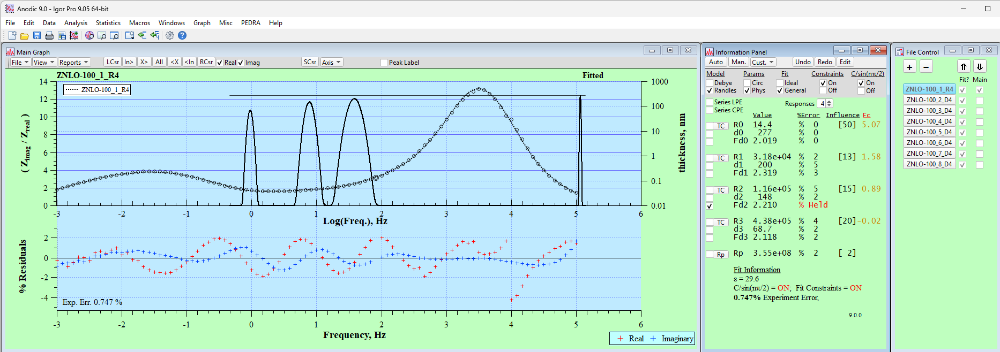 Anodic 9.0 - Igor Pro 9.05 64-bit
File Edit Data Analysis Statistics Macros Windows Graph Misc PEDRA Help
Main Graph
File View Reports LCsr In> X> All <X <In RCsr Real Imag SCsr Axis Peak Label
ZNLO-100_1_R4 Fitted
ZNLO-100_1_R4
( Zimag / Zreal )
14
12
10
8
6
4
2
0
1000
100
10
1
0.1
0.01
thickness, nm
-3 -2 -1 0 1 2 3 4 5 6
Log(Freq.), Hz
% Residuals
2
0
-2
-4
Exp. Err. 0.747 %
-3 -2 -1 0 1 2 3 4 5 6
Frequency, Hz
Real Imaginary
Information Panel
Auto Man. Cust. Undo Redo Edit
Model Params Fit Constraints C/sin(nπ/2)
Debye Circ Ideal On On
Randles Phys General Off Off
Series LPE
Series CPE
Responses 4
Value %Error Influence Fc
TC R0 14.4 % 0 [50] 5.07
d0 277 % 0
Fd0 2.019 % 0
TC R1 3.18e+04 % 2 [13] 1.58
d1 200 % 5
Fd1 2.319 % 3
TC R2 1.16e+05 % 5 [15] 0.89
d2 148 % 2
Fd2 2.210 % Held
TC R3 4.38e+05 % 4 [20] -0.02
d3 68.7 % 2
Fd3 2.118 % 2
Rp Rp 3.55e+08 % 2 [ 2]
Fit Information
ε = 29.6
C/sin(nπ/2) = ON; Fit Constraints = ON
0.747% Experiment Error,
9.0.0
File Control
+ −
Fit? Main
ZNLO-100_1_R4
ZNLO-100_2_D4
ZNLO-100_3_D4
ZNLO-100_4_D4
ZNLO-100_5_D4
ZNLO-100_6_D4
ZNLO-100_7_D4
ZNLO-100_8_D4